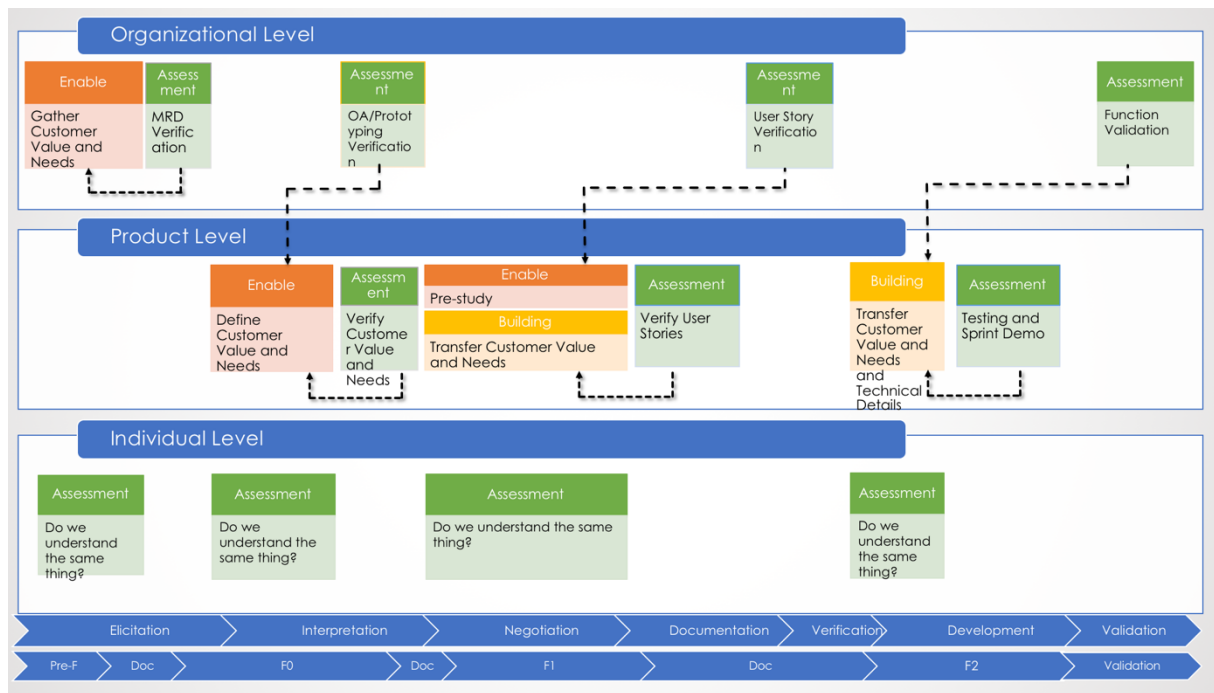 Organizational Level
Enable
Gather
Customer
Value and
Needs
Assess
ment
MRD
Verific
ation
Assessme
nt
OA/Protot
yping
Verificatio
n
Assessme
nt
User Story
Verificatio
n
Assessment
Function
Validation
Product Level
Enable
Define
Customer
Value and
Needs
Assessm
ent
Verify
Custome
r Value
and
Needs
Enable
Pre-study
Building
Transfer Customer Value
and Needs
Assessment
Verify User
Stories
Building
Transfer
Customer
Value and
Needs
and
Technical
Details
Assessment
Testing and
Sprint Demo
Individual Level
Assessment
Do we
understand
the same
thing?
Assessment
Do we
understand the
same thing?
Assessment
Do we understand the same
thing?
Assessment
Do we
understand
the same
thing?
Elicitation
Interpretation
Negotiation
Documentation
Verification
Development
Validation
Pre-F
Doc
F0
Doc
F1
Doc
F2
Validation